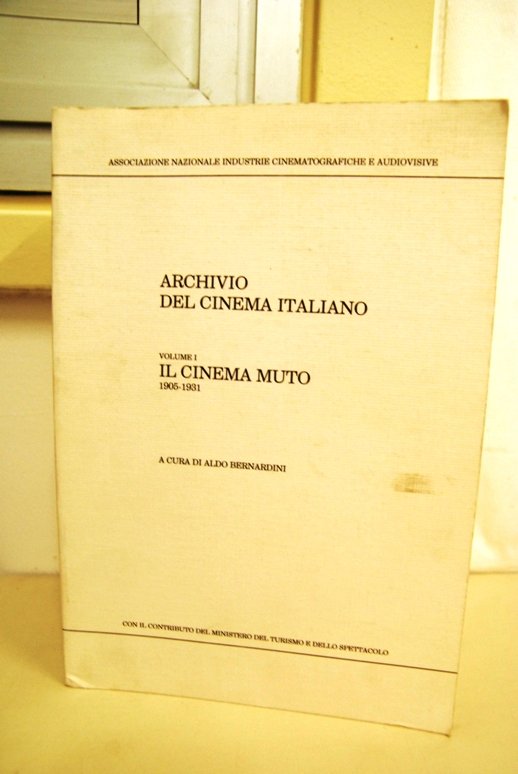 ASSOCIAZIONE NAZIONALE INDUSTRIE CINEMATOGRAFICHE E AUDIOVISIVE
ARCHIVIO
DEL CINEMA ITALIANO
VOLUME I
IL CINEMA MUTO
1905-1931
A CURA DI ALDO BERNARDINI
CON IL CONTRIBUTO DEL MINISTERO DEL TURISMO E DELLO SPETTACOLO